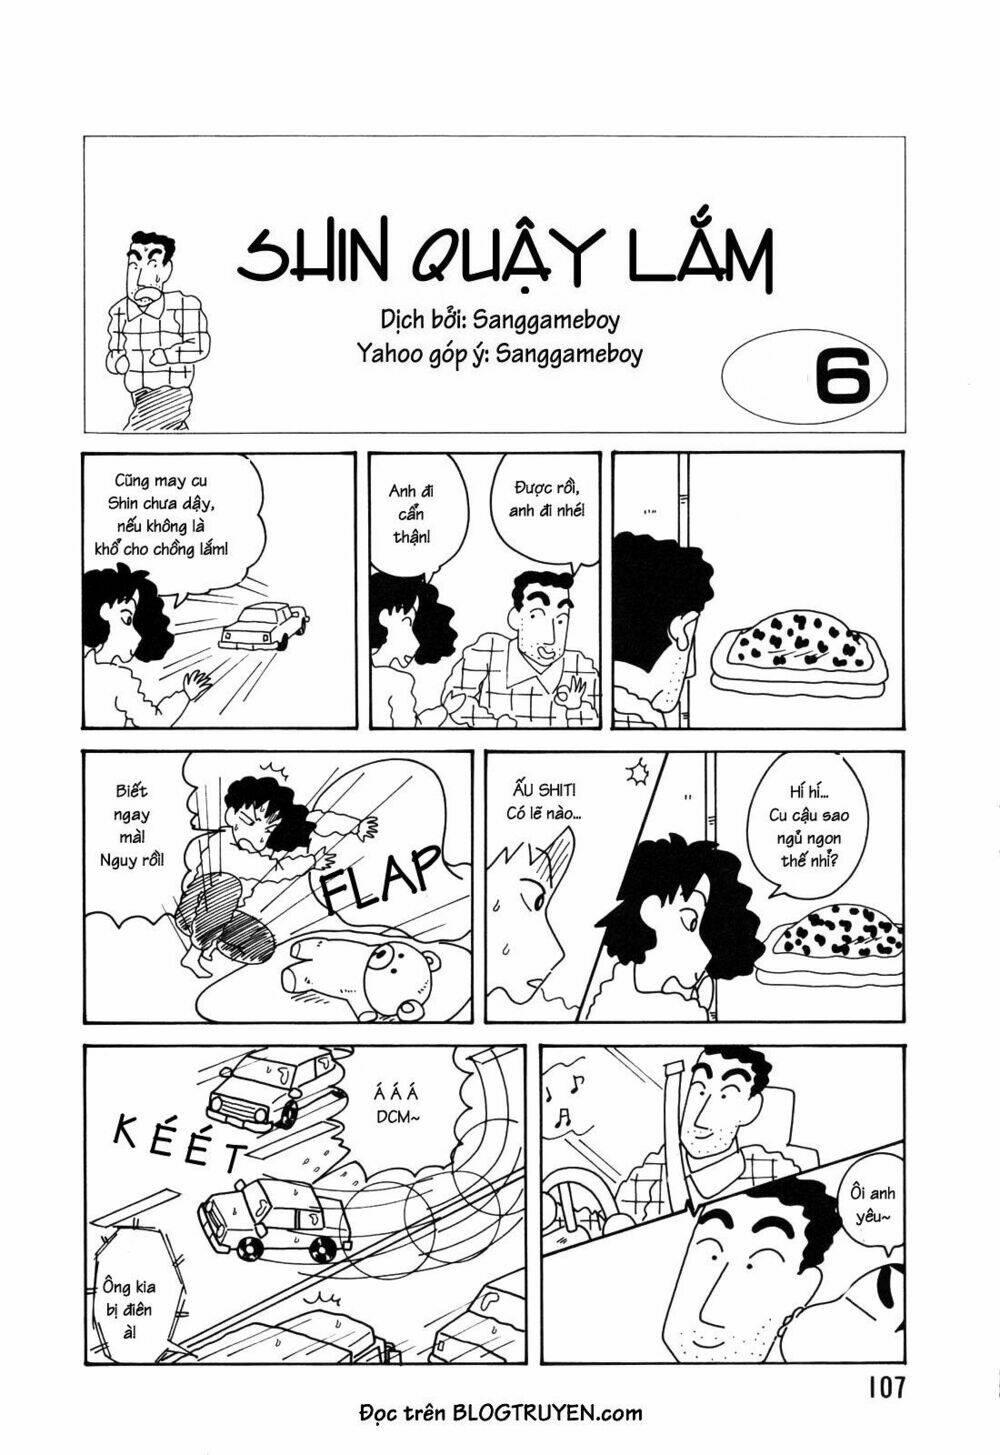 SHIN QUẬY LẮM
Dịch bởi: Sanggameboy
Yahoo góp ý: Sanggameboy
6
Được rồi,
anh đi nhé!
Anh đi
cẩn
thận!
Cũng may cu
Shin chưa dậy,
nếu không là
khổ cho chồng lắm!
Hí hí...
Cu cậu sao
ngủ ngon
thế nhỉ?
ẤU SHIT!
Có lẽ nào...
FLAP
Biết
ngay
mà!
Nguy rồi!
Ôi anh
yêu~
Á Á Á
DCM~
KÉÉT
Ông kia
bị điên
à!
107
Đọc trên BLOGTRUYEN.com